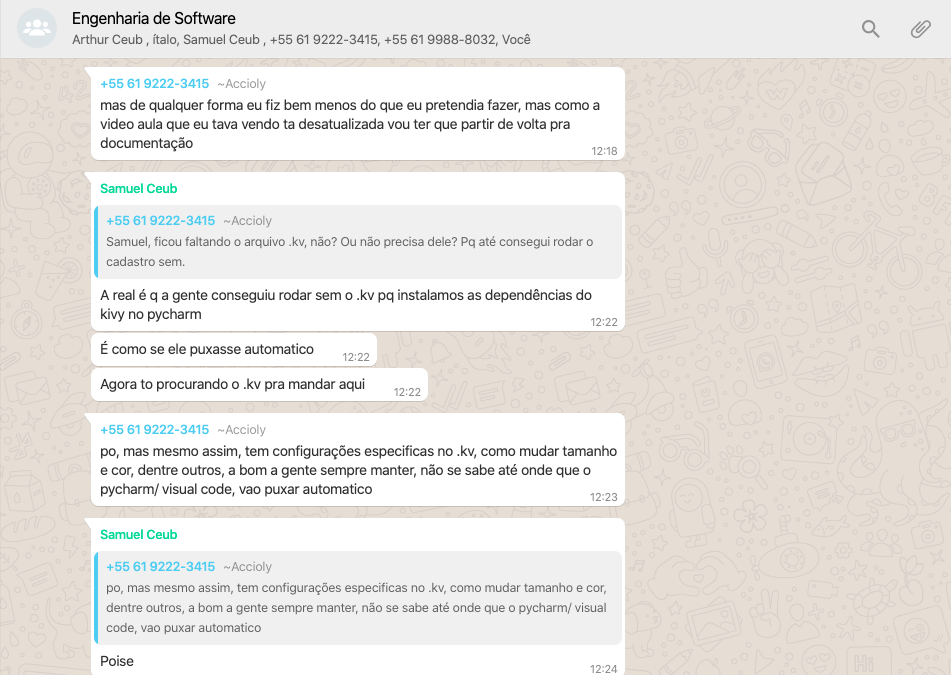 Engenharia de Software
Arthur Ceub , ítalo, Samuel Ceub , +55 61 9222-3415, +55 61 9988-8032, Você
+55 61 9222-3415 ~Accioly
mas de qualquer forma eu fiz bem menos do que eu pretendia fazer, mas como a
video aula que eu tava vendo ta desatualizada vou ter que partir de volta pra
documentação
12:18
Samuel Ceub
+55 61 9222-3415 ~Accioly
Samuel, ficou faltando o arquivo .kv, não? Ou não precisa dele? Pq até consegui rodar o
cadastro sem.
A real é q a gente conseguiu rodar sem o .kv pq instalamos as dependências do
kivy no pycharm
12:22
É como se ele puxasse automatico
12:22
Agora to procurando o .kv pra mandar aqui
12:22
+55 61 9222-3415 ~Accioly
po, mas mesmo assim, tem configurações especificas no .kv, como mudar tamanho
e cor, dentre outros, a bom a gente sempre manter, não se sabe até onde que o
pycharm/ visual code, vao puxar automatico
12:23
Samuel Ceub
+55 61 9222-3415 ~Accioly
po, mas mesmo assim, tem configurações especificas no .kv, como mudar tamanho e cor,
dentre outros, a bom a gente sempre manter, não se sabe até onde que o pycharm/ visual
code, vao puxar automatico
Poise
12:24